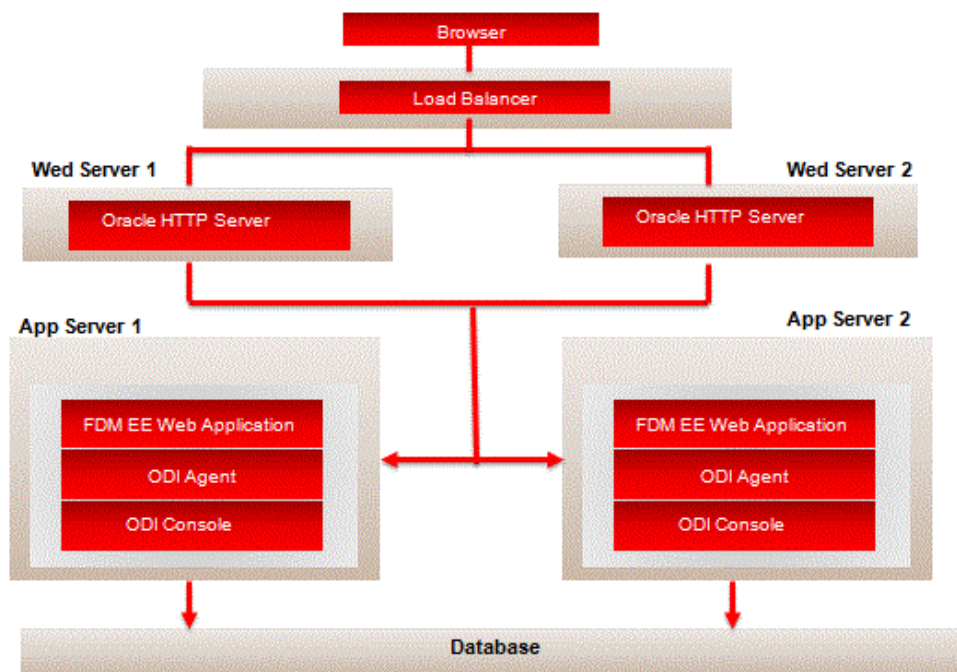 Browser
Load Balancer
Wed Server 1
Wed Server 2
Oracle HTTP Server
Oracle HTTP Server
App Server 1
App Server 2
FDM EE Web Application
ODI Agent
ODI Console
FDM EE Web Application
ODI Agent
ODI Console
Database